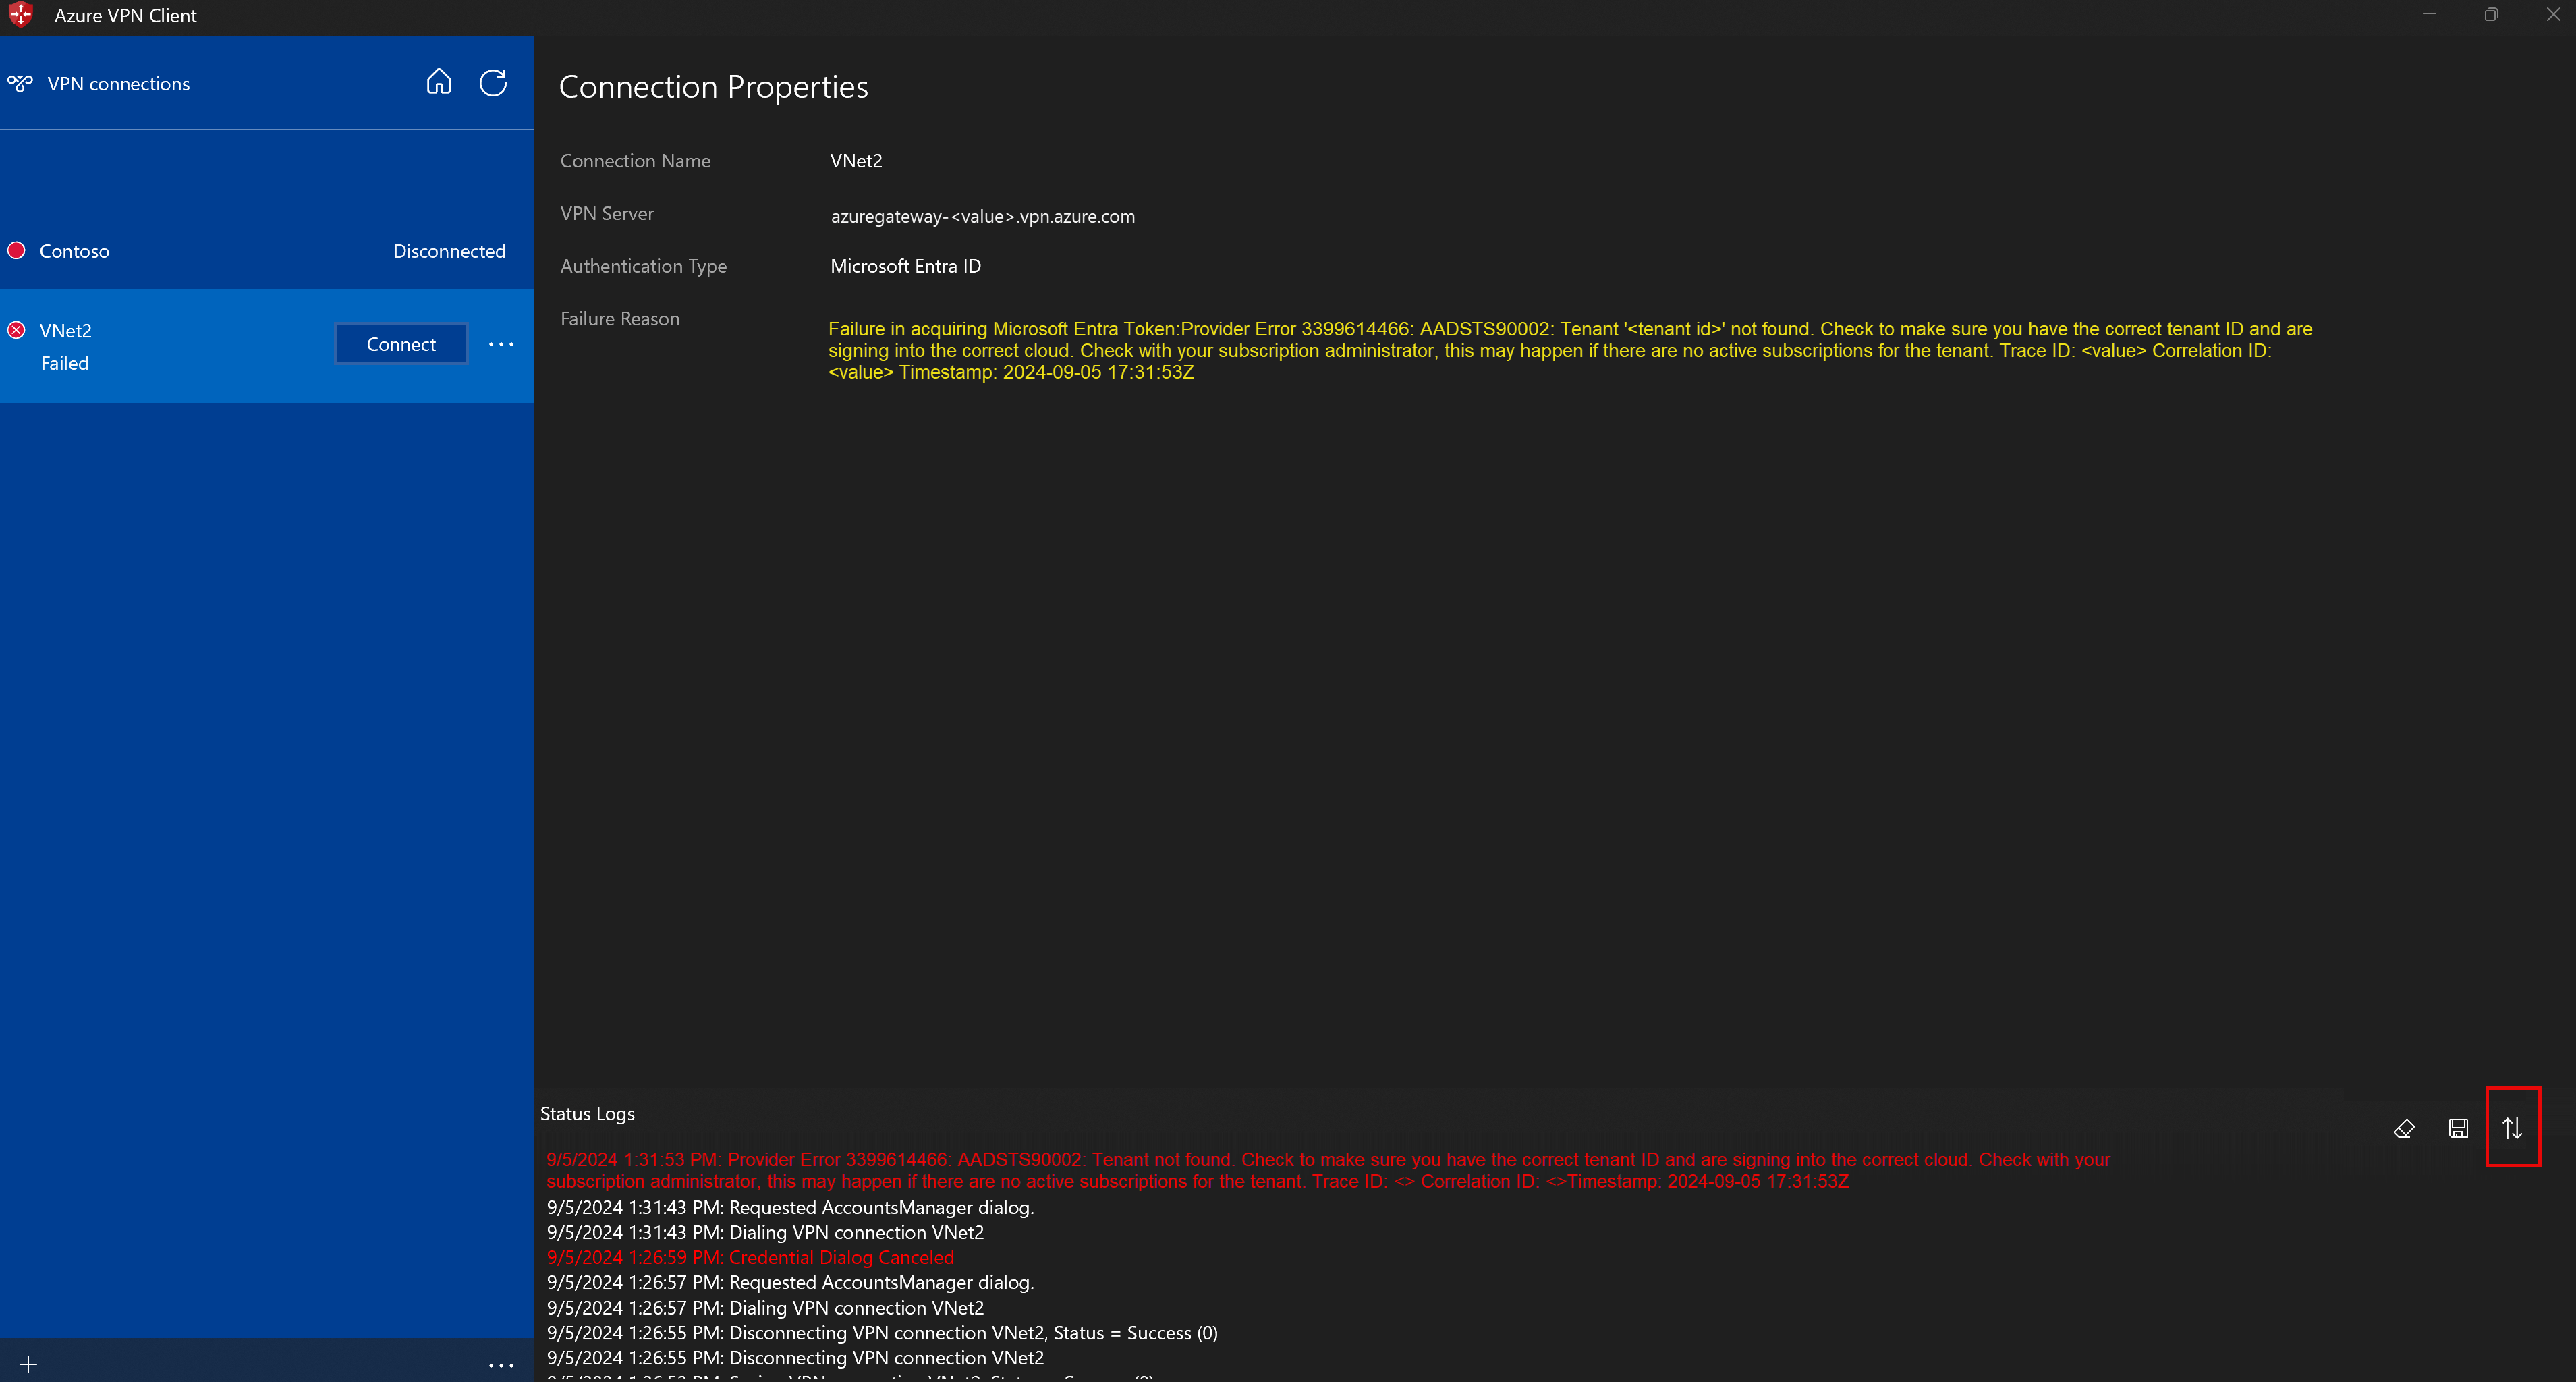 Azure VPN Client
VPN connections
Contoso
Disconnected
VNet2
Failed
Connect
Connection Properties
Connection Name
VNet2
VPN Server
azuregateway-<value>.vpn.azure.com
Authentication Type
Microsoft Entra ID
Failure Reason
Failure in acquiring Microsoft Entra Token:Provider Error 3399614466: AADSTS90002: Tenant '<tenant id>' not found. Check to make sure you have the correct tenant ID and are
signing into the correct cloud. Check with your subscription administrator, this may happen if there are no active subscriptions for the tenant. Trace ID: <value> Correlation ID:
<value> Timestamp: 2024-09-05 17:31:53Z
Status Logs
9/5/2024 1:31:53 PM: Provider Error 3399614466: AADSTS90002: Tenant not found. Check to make sure you have the correct tenant ID and are signing into the correct cloud. Check with your
subscription administrator, this may happen if there are no active subscriptions for the tenant. Trace ID: <> Correlation ID: <>Timestamp: 2024-09-05 17:31:53Z
9/5/2024 1:31:43 PM: Requested AccountsManager dialog.
9/5/2024 1:31:43 PM: Dialing VPN connection VNet2
9/5/2024 1:26:59 PM: Credential Dialog Canceled
9/5/2024 1:26:57 PM: Requested AccountsManager dialog.
9/5/2024 1:26:57 PM: Dialing VPN connection VNet2
9/5/2024 1:26:55 PM: Disconnecting VPN connection VNet2, Status = Success (0)
9/5/2024 1:26:55 PM: Disconnecting VPN connection VNet2